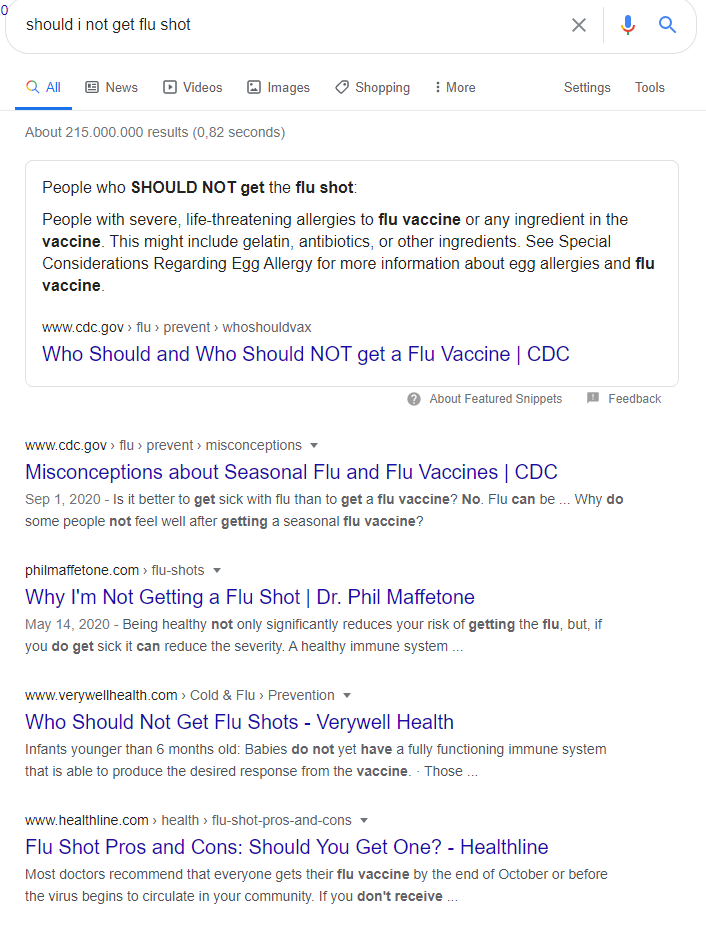 0
should i not get flu shot
All News Videos Images Shopping More Settings Tools
About 215.000.000 results (0,82 seconds)
People who SHOULD NOT get the flu shot:
People with severe, life-threatening allergies to flu vaccine or any ingredient in the
vaccine. This might include gelatin, antibiotics, or other ingredients. See Special
Considerations Regarding Egg Allergy for more information about egg allergies and flu
vaccine.
www.cdc.gov › flu › prevent › whoshouldvax
Who Should and Who Should NOT get a Flu Vaccine | CDC
About Featured Snippets Feedback
www.cdc.gov › flu › prevent › misconceptions
Misconceptions about Seasonal Flu and Flu Vaccines | CDC
Sep 1, 2020 - Is it better to get sick with flu than to get a flu vaccine? No. Flu can be ... Why do
some people not feel well after getting a seasonal flu vaccine?
philmaffetone.com › flu-shots
Why I'm Not Getting a Flu Shot | Dr. Phil Maffetone
May 14, 2020 - Being healthy not only significantly reduces your risk of getting the flu, but, if
you do get sick it can reduce the severity. A healthy immune system ...
www.verywellhealth.com › Cold & Flu › Prevention
Who Should Not Get Flu Shots - Verywell Health
Infants younger than 6 months old: Babies do not yet have a fully functioning immune system
that is able to produce the desired response from the vaccine. · Those ...
www.healthline.com › health › flu-shot-pros-and-cons
Flu Shot Pros and Cons: Should You Get One? - Healthline
Most doctors recommend that everyone gets their flu vaccine by the end of October or before
the virus begins to circulate in your community. If you don't receive ...